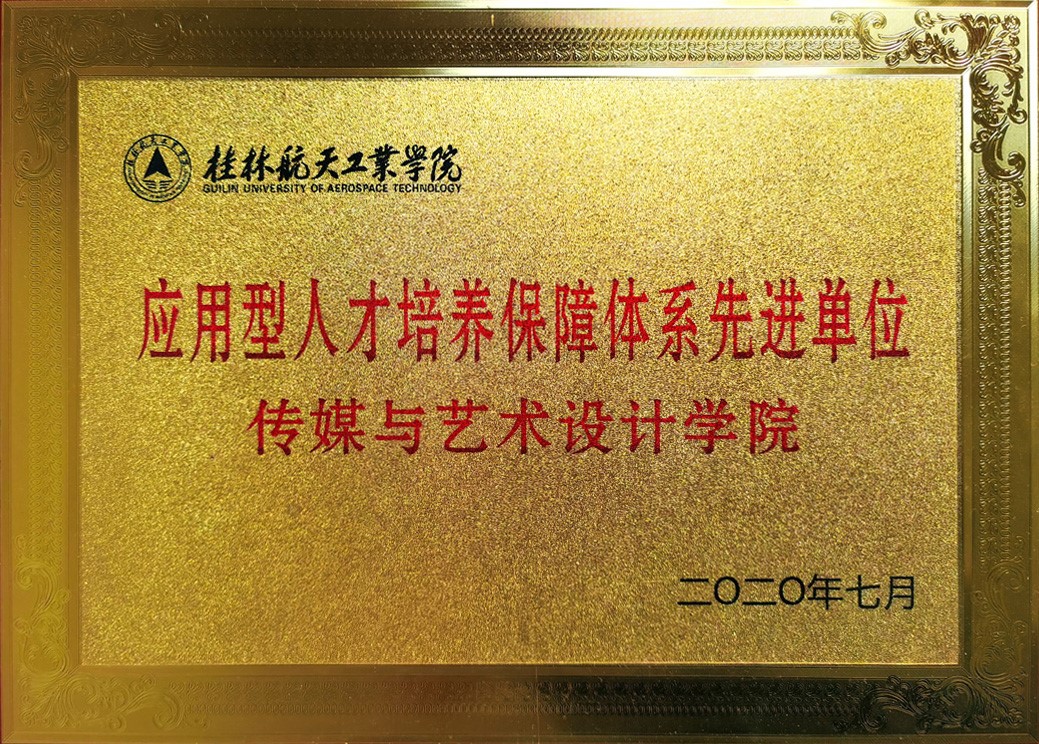 桂林航天工業學院
GUILIN UNIVERSITY OF AEROSPACE TECHNOLOGY
应用型人才培养保障体系先进单位
传媒与艺术设计学院
二〇二〇年七月